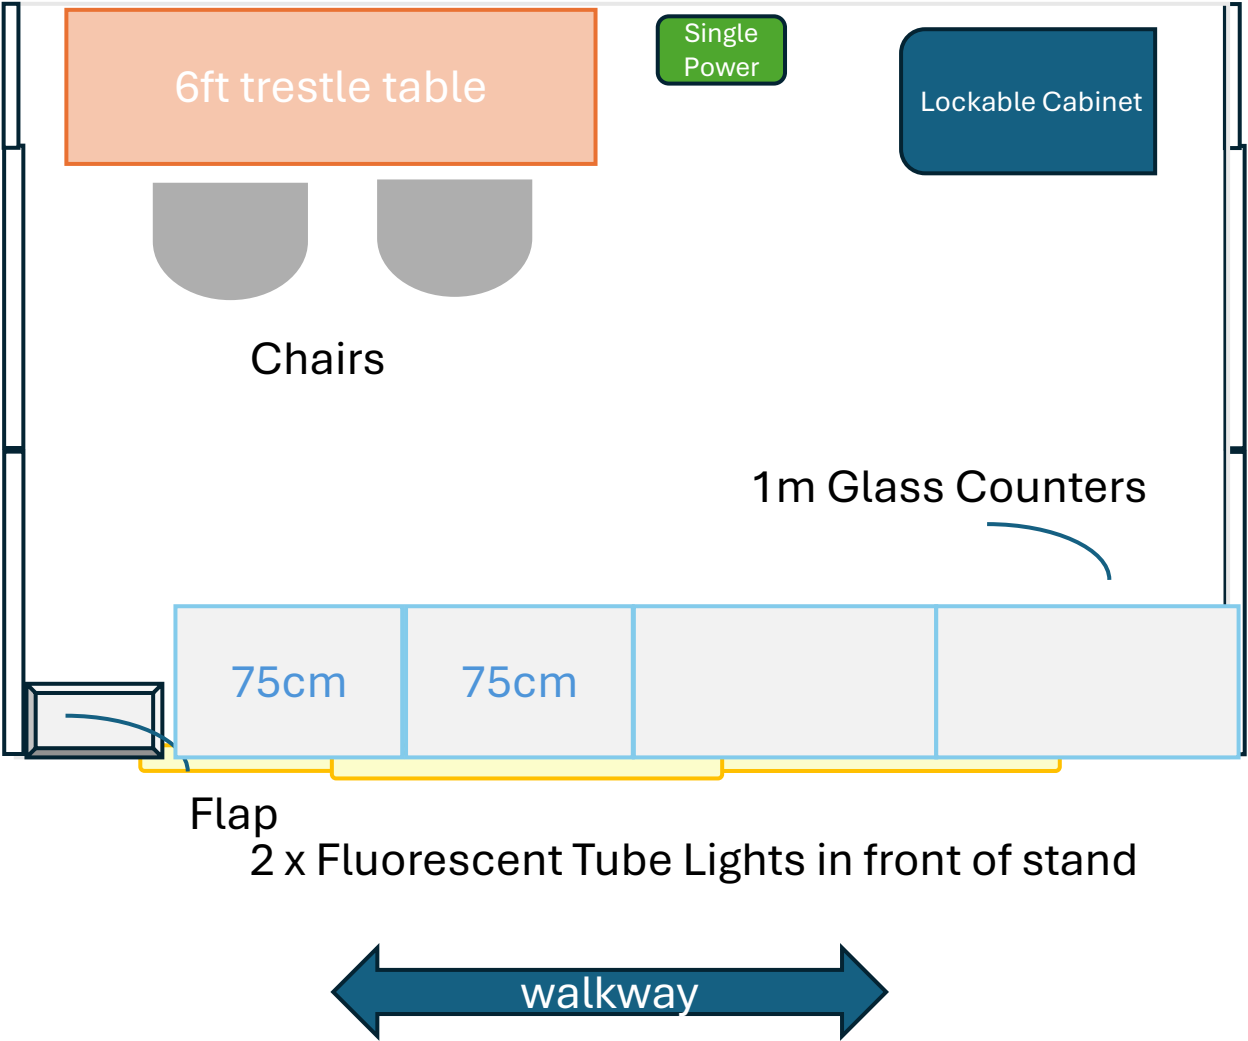 Single
Power
6ft trestle table
Lockable Cabinet
Chairs
1m Glass Counters
75cm
75cm
Flap
2 x Fluorescent Tube Lights in front of stand
walkway